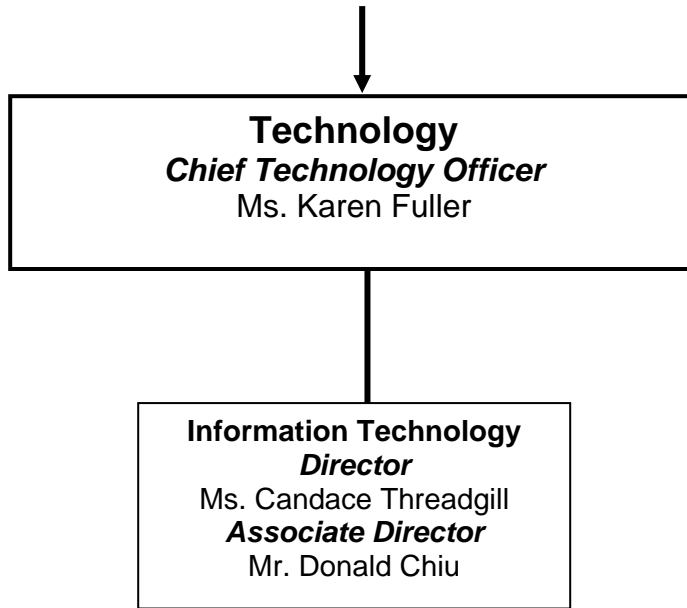 Technology
Chief Technology Officer
Ms. Karen Fuller
Information Technology
Director
Ms. Candace Threadgill
Associate Director
Mr. Donald Chiu